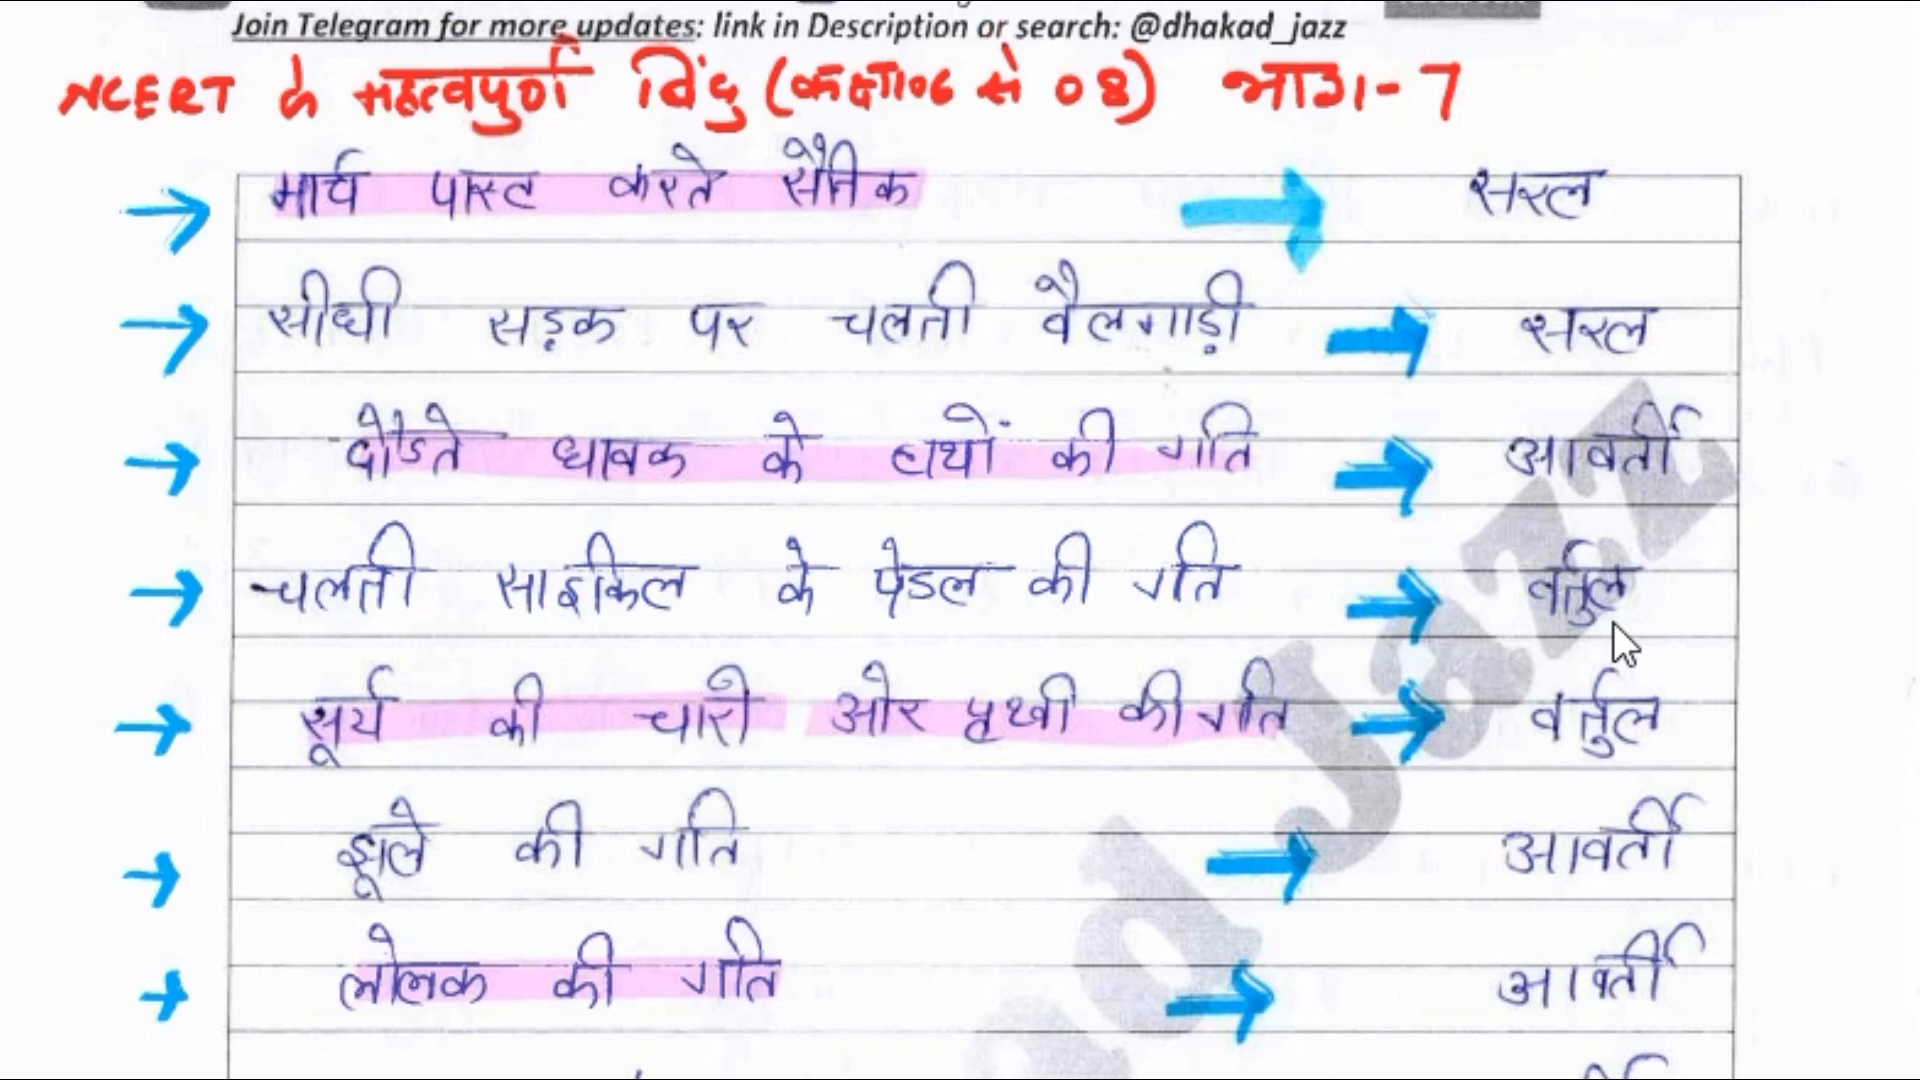 Join Telegram for more updates: link in Description or search: @dhakad_jazz
NCERT के महत्वपुर्ण बिंदु (कक्षा 06 से 08) भाग-7
मार्च पास्ट करते सैनिक → सरल
सीधी सड़क पर चलती बैलगाड़ी → सरल
दौडते धावक के हाथों की गति → आवर्ती
चलती साइकिल के पेडल की गति → वर्तुल
सूर्य की चारो ओर पृथ्वी की गति → वर्तुल
झूले की गति → आवर्ती
लोलक की गति → आवर्ती
Jazz